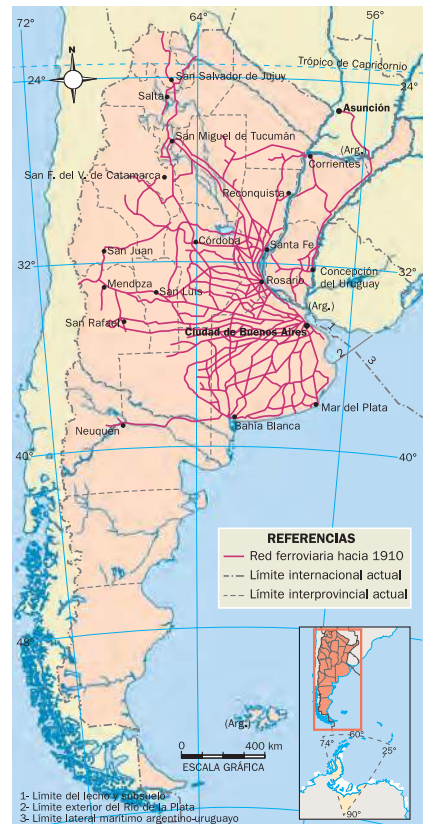 72°
64°
56°
N
Trópico de Capricornio
24°
24°
San Salvador de Jujuy
Salta
Asunción
San Miguel de Tucumán
(Arg.)
Corrientes
San F. del V. de Catamarca
Reconquista
Córdoba
Santa Fe
San Juan
32°
32°
Concepción
del Uruguay
Mendoza
San Luis
Rosario
(Arg.)
San Rafael
Ciudad de Buenos Aires
1
2
3
Mar del Plata
Neuquén
Bahía Blanca
40°
40°
REFERENCIAS
Red ferroviaria hacia 1910
Límite internacional actual
Límite interprovincial actual
48°
(Arg.)
0
400 km
ESCALA GRÁFICA
74°
60°
25°
90°
1- Límite del lecho y subsuelo
2- Límite exterior del Río de la Plata
3- Límite lateral marítimo argentino-uruguayo